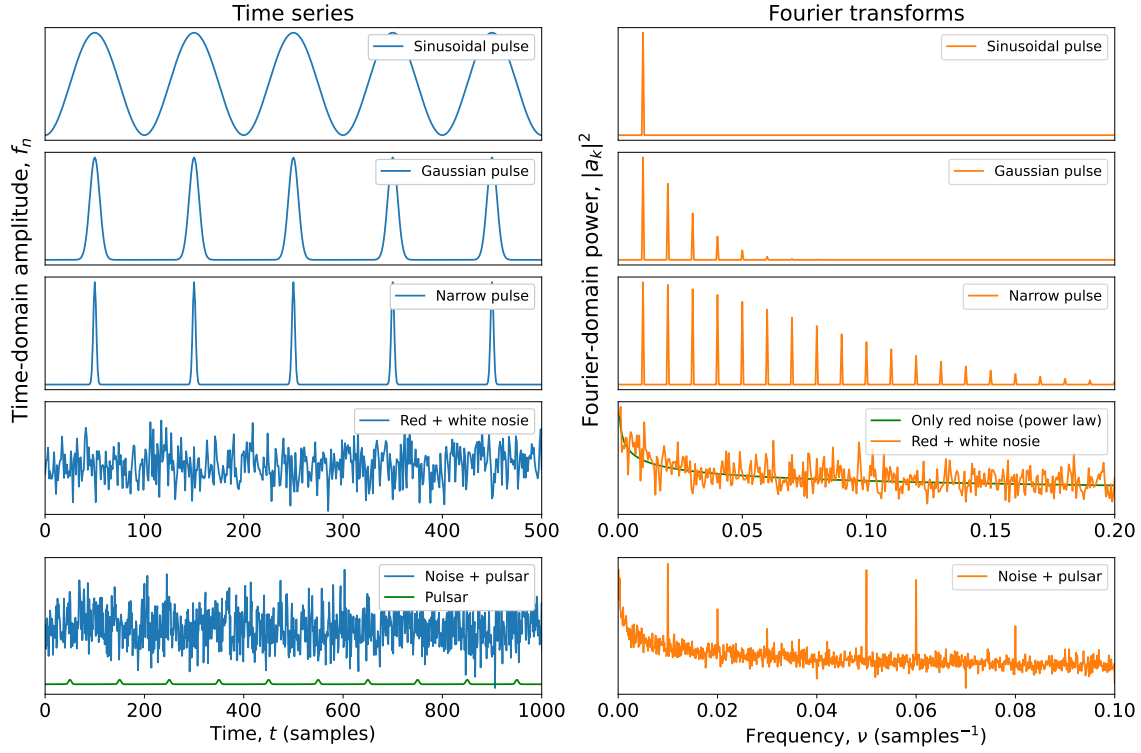 Time series
Fourier transforms
Time-domain amplitude, fₙ
Fourier-domain power, |aₖ|²
Sinusoidal pulse
Sinusoidal pulse
Gaussian pulse
Gaussian pulse
Narrow pulse
Narrow pulse
Red + white nosie
Only red noise (power law)
Red + white nosie
0 100 200 300 400 500
0.00 0.05 0.10 0.15 0.20
Noise + pulsar
Pulsar
Noise + pulsar
0 200 400 600 800 1000
0.00 0.02 0.04 0.06 0.08 0.10
Time, t (samples)
Frequency, ν (samples⁻¹)